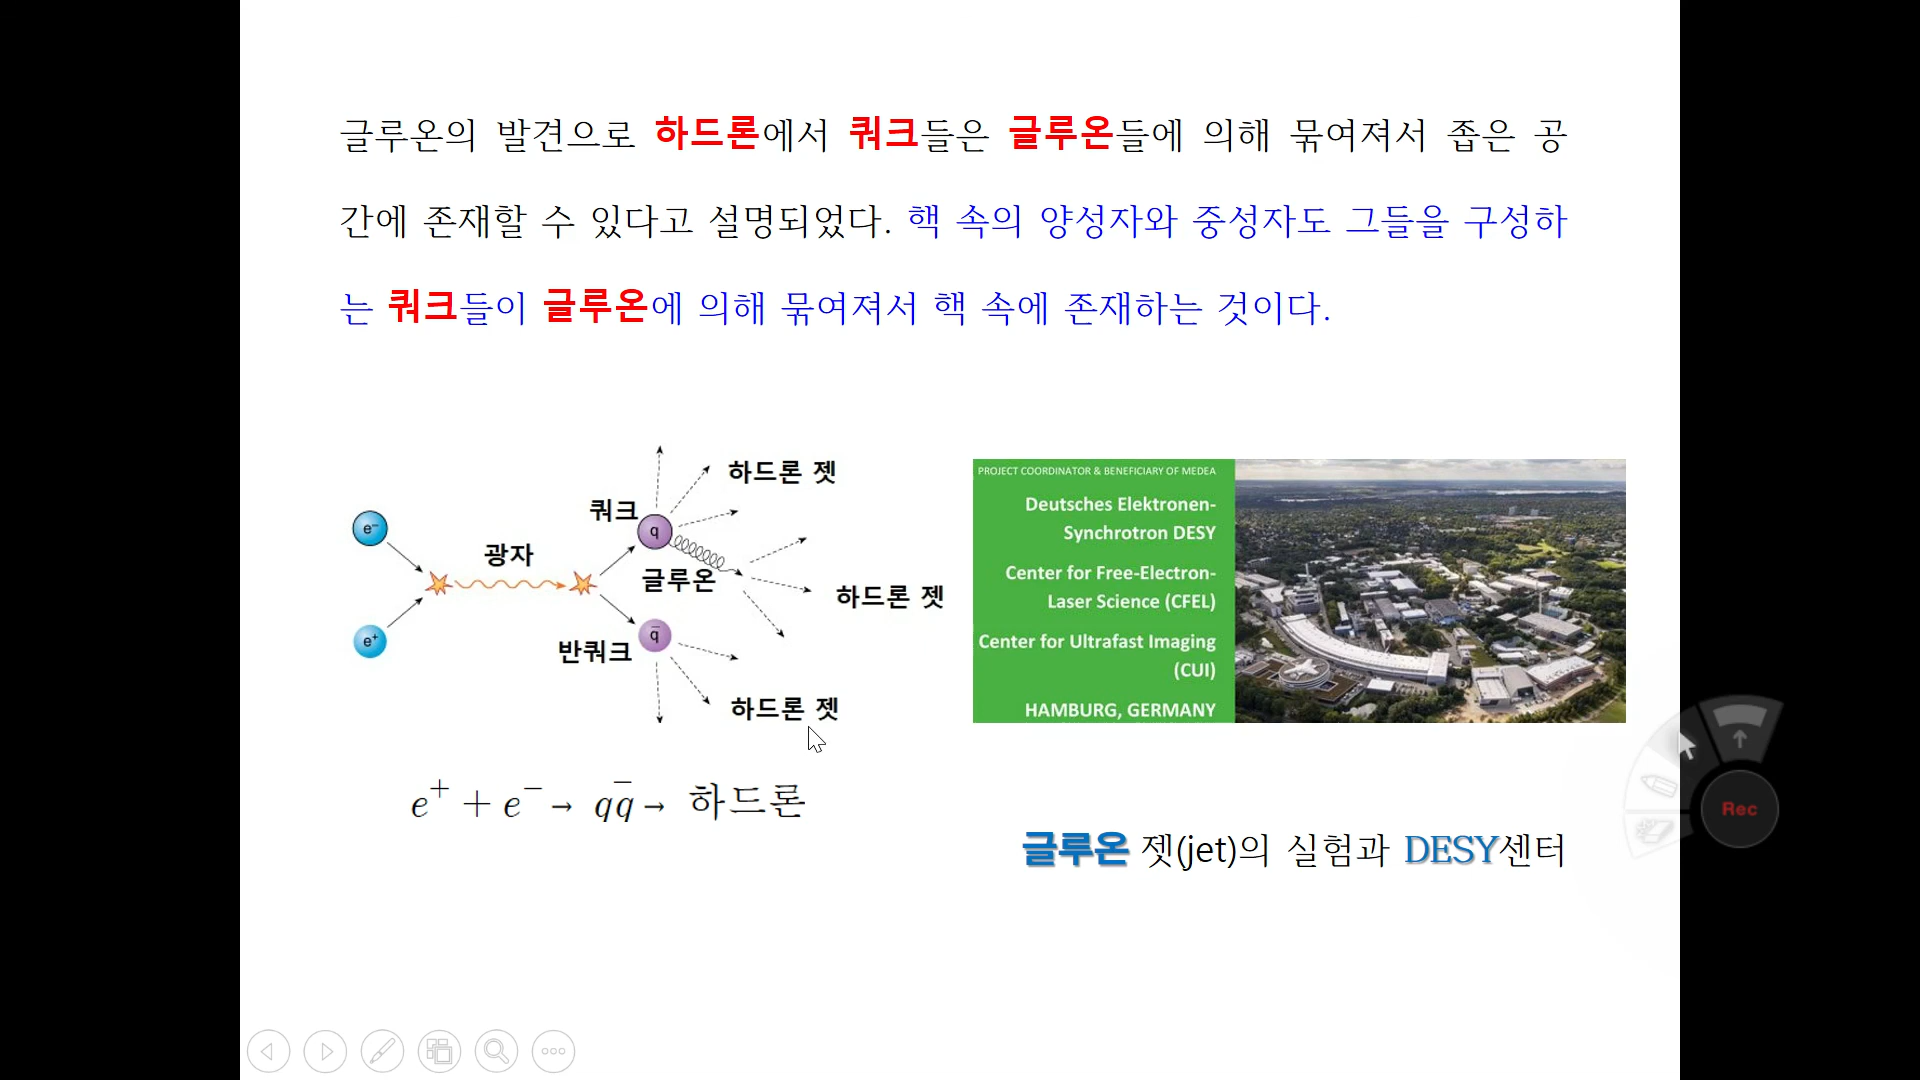 글루온의 발견으로 하드론에서 쿼크들은 글루온들에 의해 묶여져서 좁은 공
간에 존재할 수 있다고 설명되었다. 핵 속의 양성자와 중성자도 그들을 구성하
는 쿼크들이 글루온에 의해 묶여져서 핵 속에 존재하는 것이다.
하드론 젯
쿼크
q
e⁻
광자
글루온
하드론 젯
e⁺
반쿼크
q̄
하드론 젯
e⁺ + e⁻ → qq̄ → 하드론
PROJECT COORDINATOR & BENEFICIARY OF MEDEA
Deutsches Elektronen-
Synchrotron DESY
Center for Free-Electron-
Laser Science (CFEL)
Center for Ultrafast Imaging
(CUI)
HAMBURG, GERMANY
글루온 젯(jet)의 실험과 DESY센터
Rec